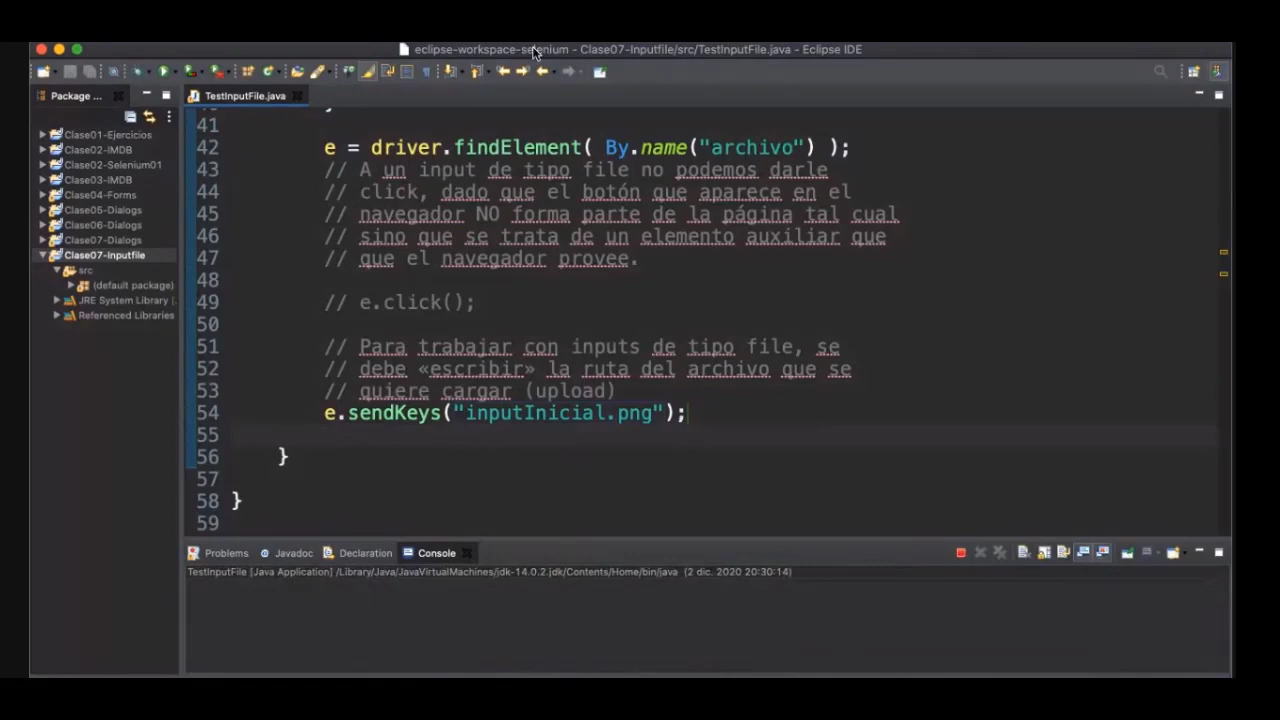 eclipse-workspace-selenium - Clase07-Inputfile/src/TestInputFile.java - Eclipse IDE
Package ...
TestInputFile.java
Clase01-Ejercicios
Clase02-IMDB
Clase02-Selenium01
Clase03-IMDB
Clase04-Forms
Clase05-Dialogs
Clase06-Dialogs
Clase07-Dialogs
Clase07-Inputfile
src
(default package)
JRE System Library [
Referenced Libraries
41
42 e = driver.findElement( By.name("archivo") );
43 // A un input de tipo file no podemos darle
44 // click, dado que el botón que aparece en el
45 // navegador NO forma parte de la página tal cual
46 // sino que se trata de un elemento auxiliar que
47 // que el navegador provee.
48
49 // e.click();
50
51 // Para trabajar con inputs de tipo file, se
52 // debe «escribir» la ruta del archivo que se
53 // quiere cargar (upload)
54 e.sendKeys("inputInicial.png");
55
56 }
57
58 }
59
Problems Javadoc Declaration Console
TestInputFile [Java Application] /Library/Java/JavaVirtualMachines/jdk-14.0.2.jdk/Contents/Home/bin/java (2 dic. 2020 20:30:14)